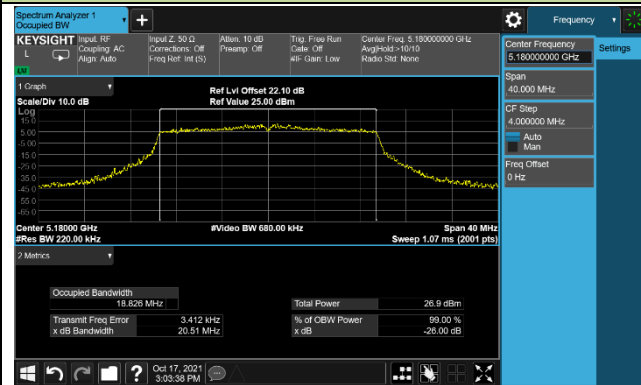 Spectrum Analyzer 1
Occupied BW
Frequency
KEYSIGHT
L
Input: RF
Coupling: AC
Align: Auto
Input Z: 50 Ω
Corrections: Off
Freq Ref: Int (S)
Atten: 10 dB
Preamp: Off
Trig: Free Run
Gate: Off
#IF Gain: Low
Center Freq: 5.180000000 GHz
Avg|Hold:>10/10
Radio Std: None
Center Frequency
5.180000000 GHz
Settings
Span
40.000 MHz
CF Step
4.000000 MHz
Auto
Man
Freq Offset
0 Hz
1 Graph
Scale/Div 10.0 dB
Ref Lvl Offset 22.10 dB
Ref Value 25.00 dBm
Log
15.0
5.00
-5.00
-15.0
-25.0
-35.0
-45.0
-55.0
-65.0
Center 5.18000 GHz
#Video BW 680.00 kHz
Span 40 MHz
#Res BW 220.00 kHz
Sweep 1.07 ms (2001 pts)
2 Metrics
Occupied Bandwidth
18.826 MHz
Total Power
26.9 dBm
Transmit Freq Error
3.412 kHz
% of OBW Power
99.00 %
x dB Bandwidth
20.51 MHz
x dB
-26.00 dB
Oct 17, 2021
3:03:38 PM